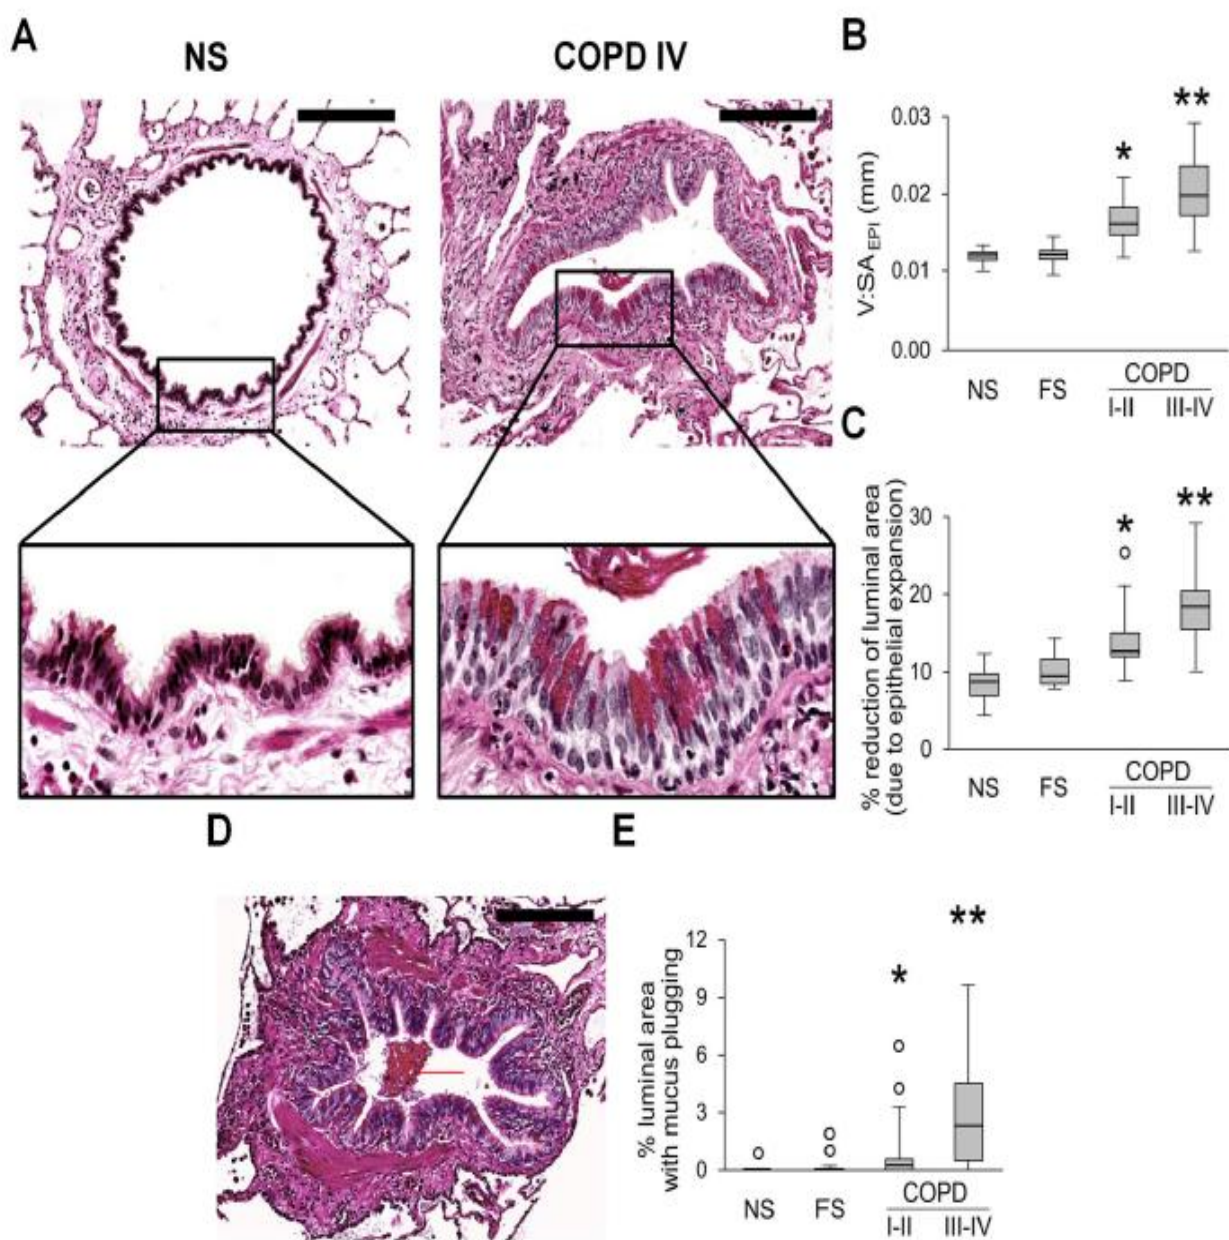 A
NS
COPD IV
B
**
*
0.03
0.02
0.01
0.00
V:SA EPI (mm)
NS
FS
COPD
I-II
III-IV
C
**
*
30
20
10
0
% reduction of luminal area
(due to epithelial expansion)
NS
FS
COPD
I-II
III-IV
D
E
**
*
12
9
6
3
0
% luminal area
with mucus plugging
NS
FS
COPD
I-II
III-IV